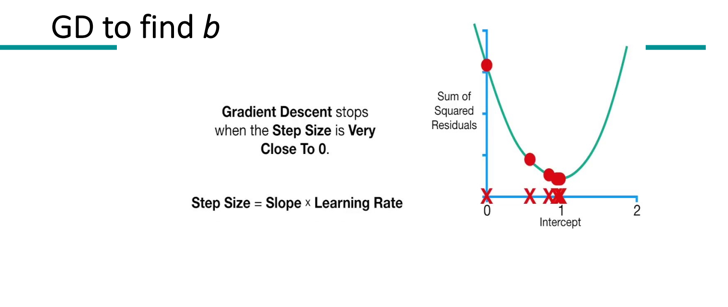 GD to find b
Gradient Descent stops
when the Step Size is Very
Close To 0.
Step Size = Slope x Learning Rate
Sum of
Squared
Residuals
X X X X X
0 1 2
Intercept